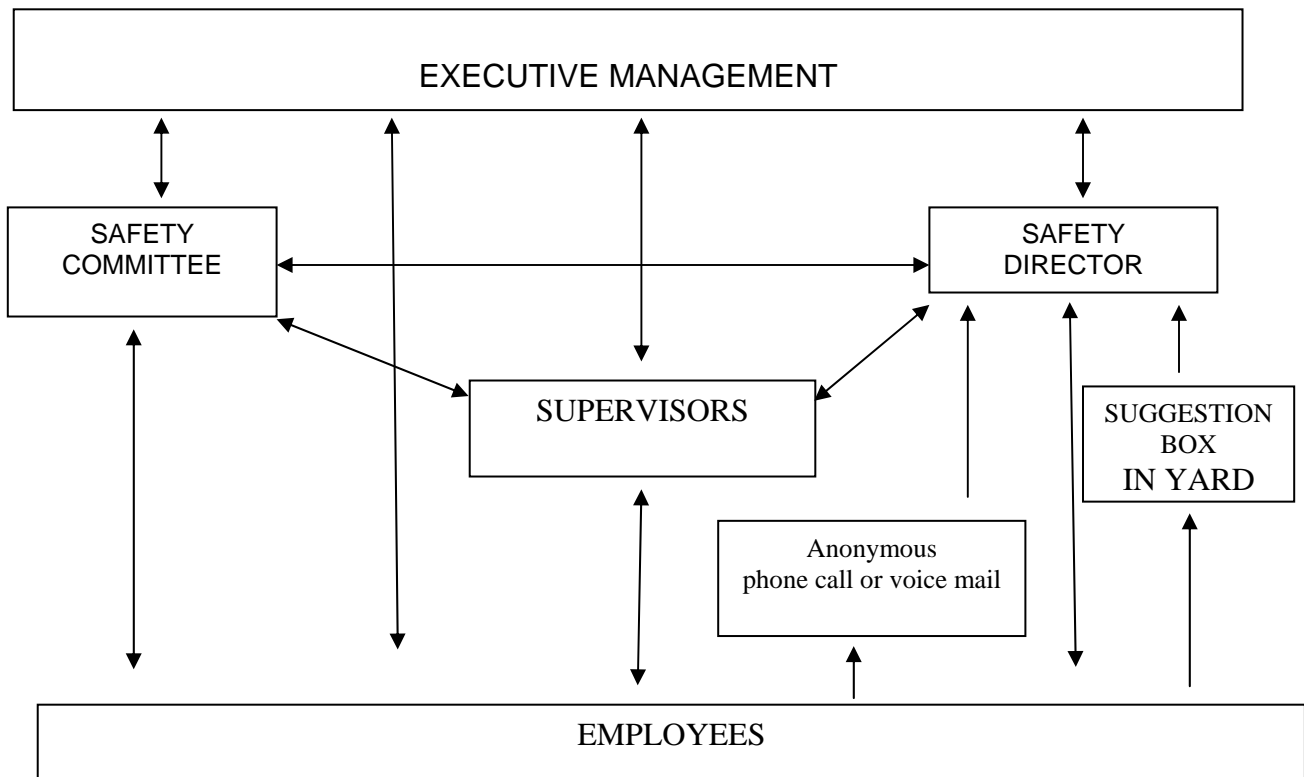 EXECUTIVE MANAGEMENT
SAFETY
COMMITTEE
SAFETY
DIRECTOR
SUPERVISORS
SUGGESTION
BOX
IN YARD
Anonymous
phone call or voice mail
EMPLOYEES